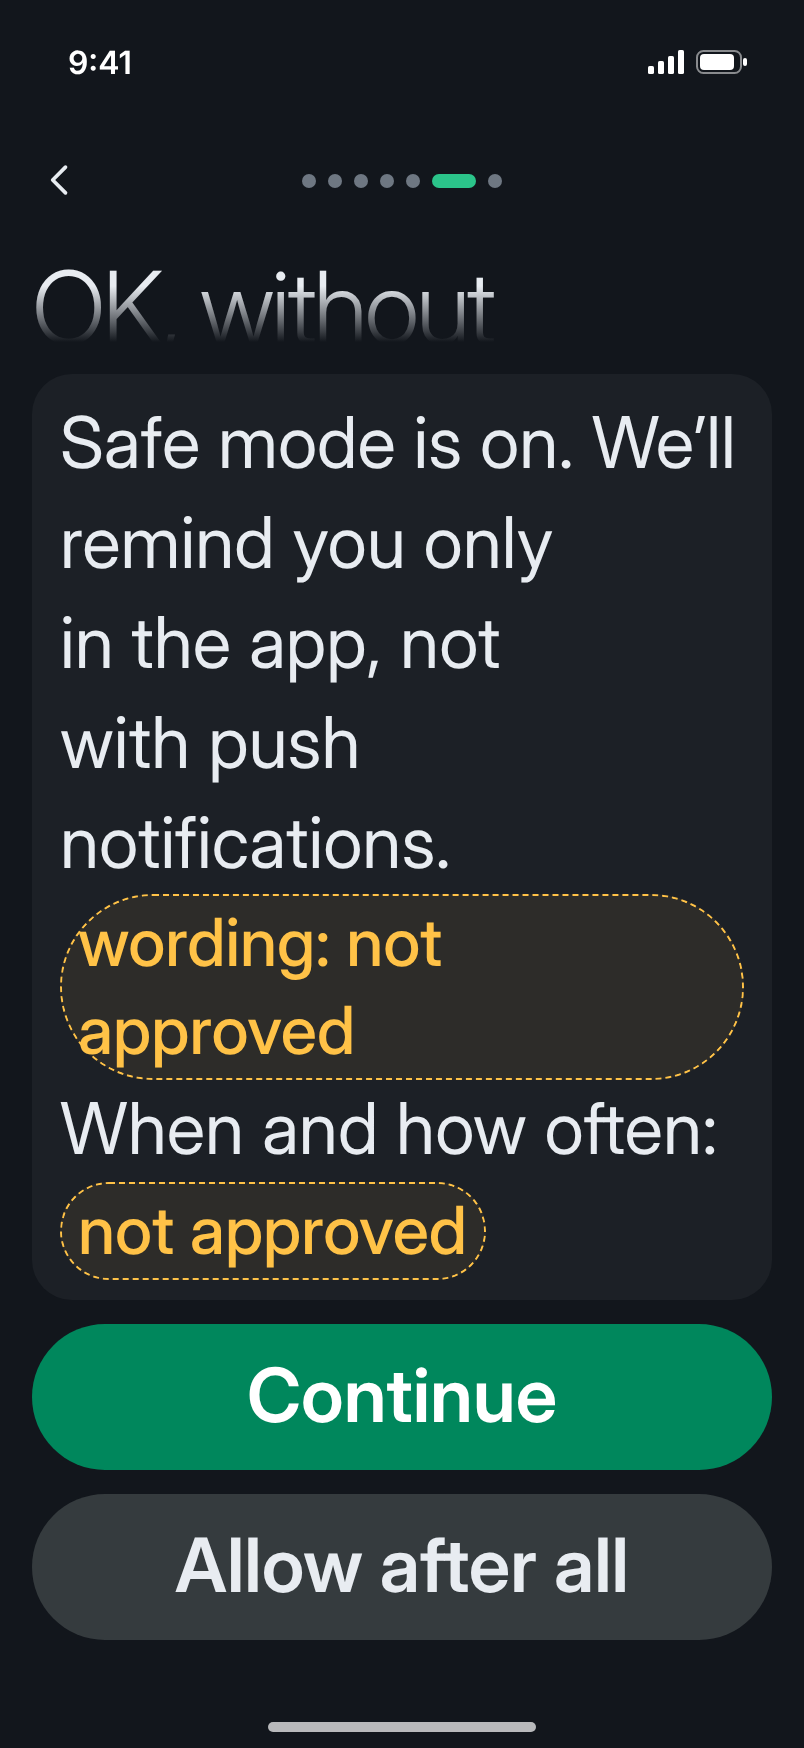 9:41
OK, without
Safe mode is on. We’ll
remind you only
in the app, not
with push
notifications.
wording: not
approved
When and how often:
not approved
Continue
Allow after all